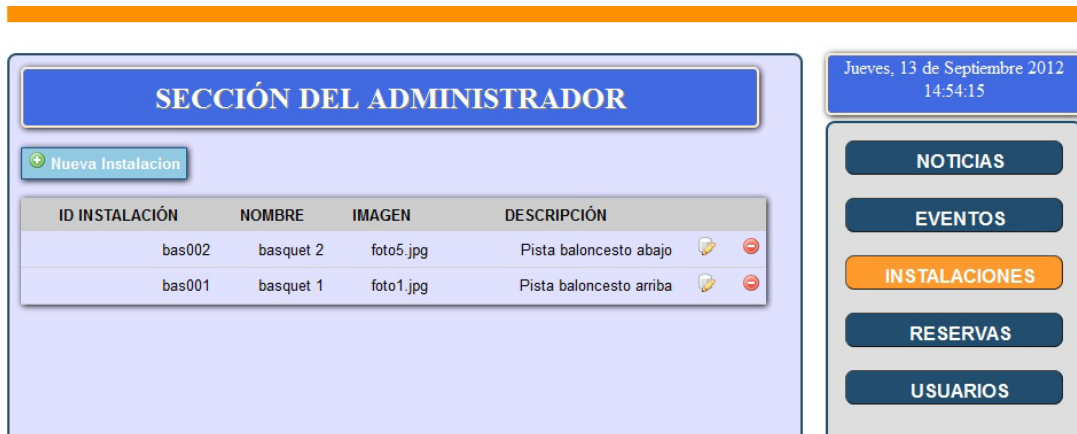 SECCIÓN DEL ADMINISTRADOR
Nueva Instalacion
ID INSTALACIÓN NOMBRE IMAGEN DESCRIPCIÓN
bas002 basquet 2 foto5.jpg Pista baloncesto abajo
bas001 basquet 1 foto1.jpg Pista baloncesto arriba
Jueves, 13 de Septiembre 2012
14:54:15
NOTICIAS
EVENTOS
INSTALACIONES
RESERVAS
USUARIOS